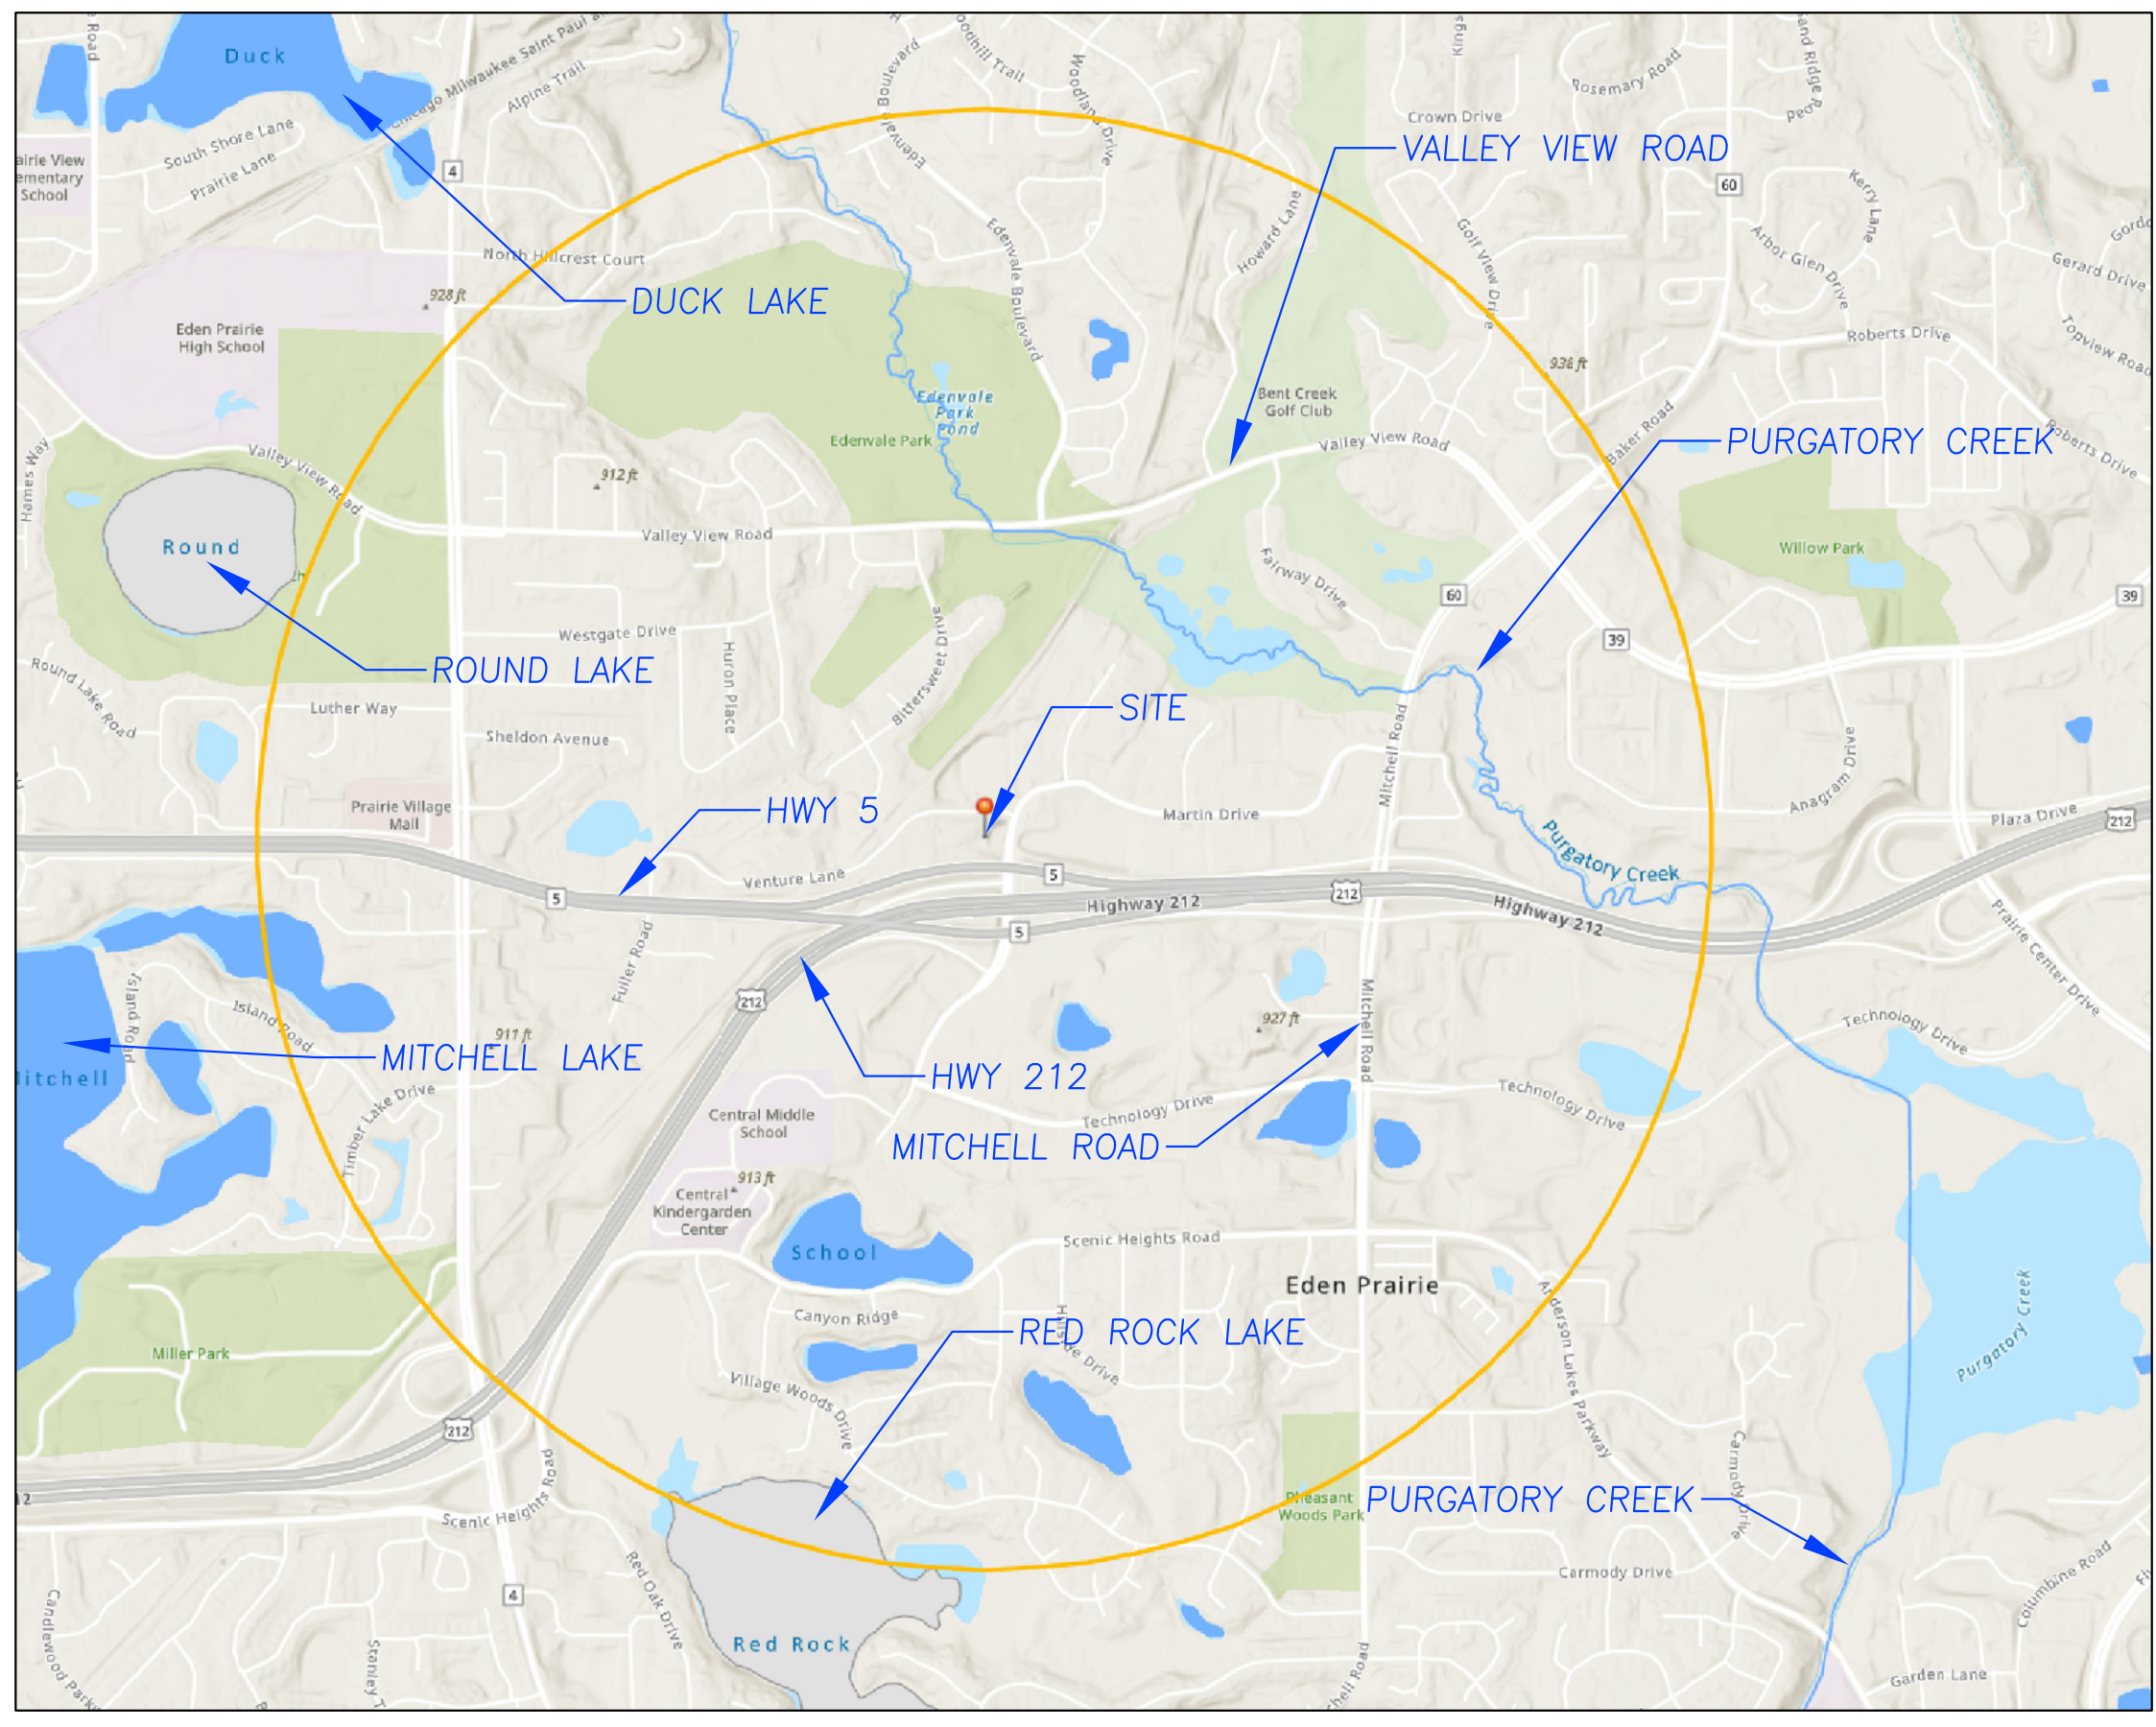 Duck
Chicago Milwaukee Saint Paul
Alpine Trail
Road
South Shore Lane
Prairie Lane
4
Edenvale Boulevard
Woodland Drive
Rosemary Road
Crown Drive
VALLEY VIEW ROAD
60
Kerry Lane
Arbor Glen Drive
Gerard Drive
School
North Hillcrest Court
DUCK LAKE
928 ft
Edenvale Boulevard
Howard Lane
Golf View Drive
Roberts Drive
Topview Road
Eden Prairie
High School
938 ft
Bent Creek
Golf Club
Edenvale
Park
Pond
Edenvale Park
Valley View Road
Baker Road
PURGATORY CREEK
Roberts Drive
Hames Way
Valley View Road
912 ft
Valley View Road
Round
Willow Park
Fairway Drive
60
39
39
Westgate Drive
Bittersweet Drive
Huron Place
ROUND LAKE
Round Lake Road
Luther Way
Sheldon Avenue
SITE
Mitchell Road
Anagram Drive
Prairie Village
Mall
HWY 5
Martin Drive
Plaza Drive
212
Purgatory Creek
Venture Lane
5
5
Highway 212
212
Highway 212
5
Fuller Road
Prairie Center Drive
212
Island Road
Island Road
911 ft
927 ft
Mitchell Road
Technology Drive
MITCHELL LAKE
HWY 212
Timber Lake Drive
Central Middle
School
Technology Drive
Technology Drive
MITCHELL ROAD
913 ft
Central
Kindergarden
Center
School
Scenic Heights Road
Eden Prairie
Purgatory Creek
Canyon Ridge
RED ROCK LAKE
Anderson Lakes Parkway
Miller Park
Village Woods Drive
212
Carmody Drive
Scenic Heights Road
Pheasant
Woods Park
PURGATORY CREEK
Carmody Drive
Columbine Road
Red Oak Drive
4
Red Rock
Garden Lane